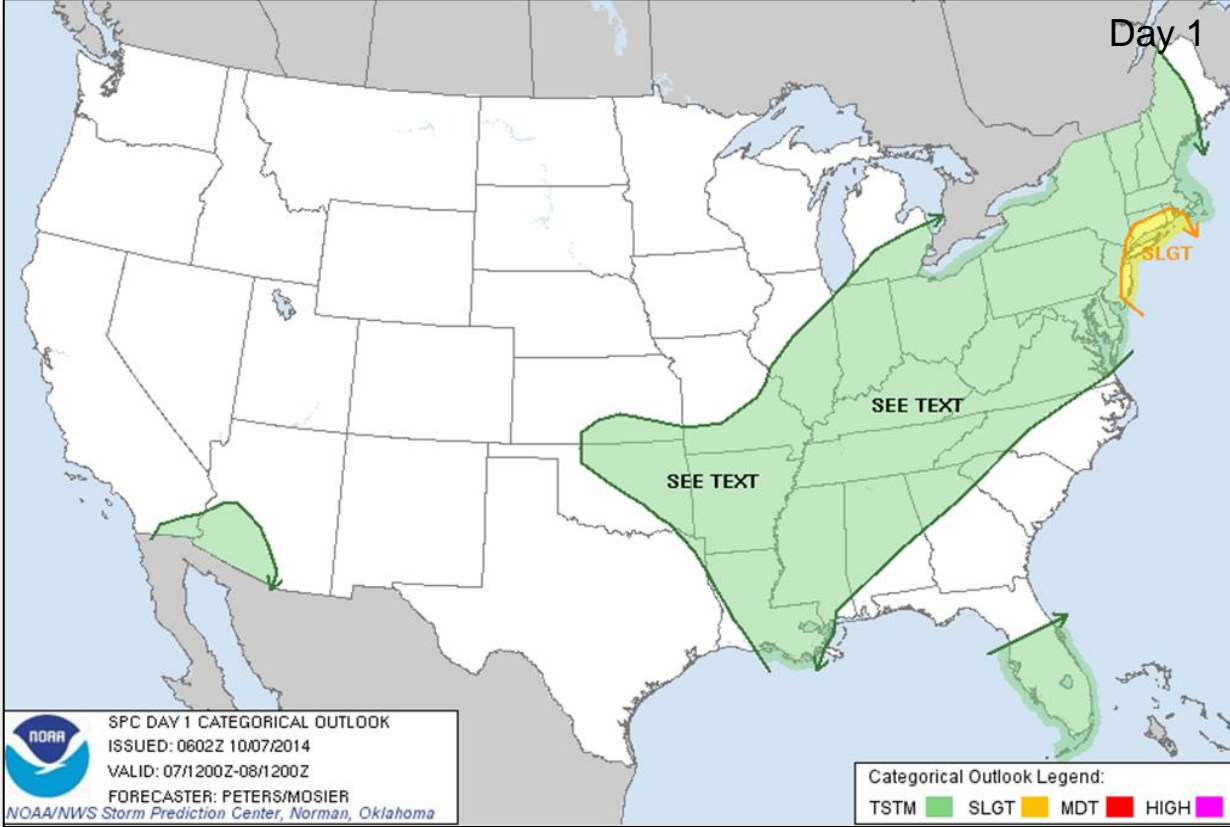 Day 1
SLGT
SEE TEXT
SEE TEXT
NOAA
SPC DAY 1 CATEGORICAL OUTLOOK
ISSUED: 0602Z 10/07/2014
VALID: 07/1200Z-08/1200Z
FORECASTER: PETERS/MOSIER
NOAA/NWS Storm Prediction Center, Norman, Oklahoma
Categorical Outlook Legend:
TSTM SLGT MDT HIGH